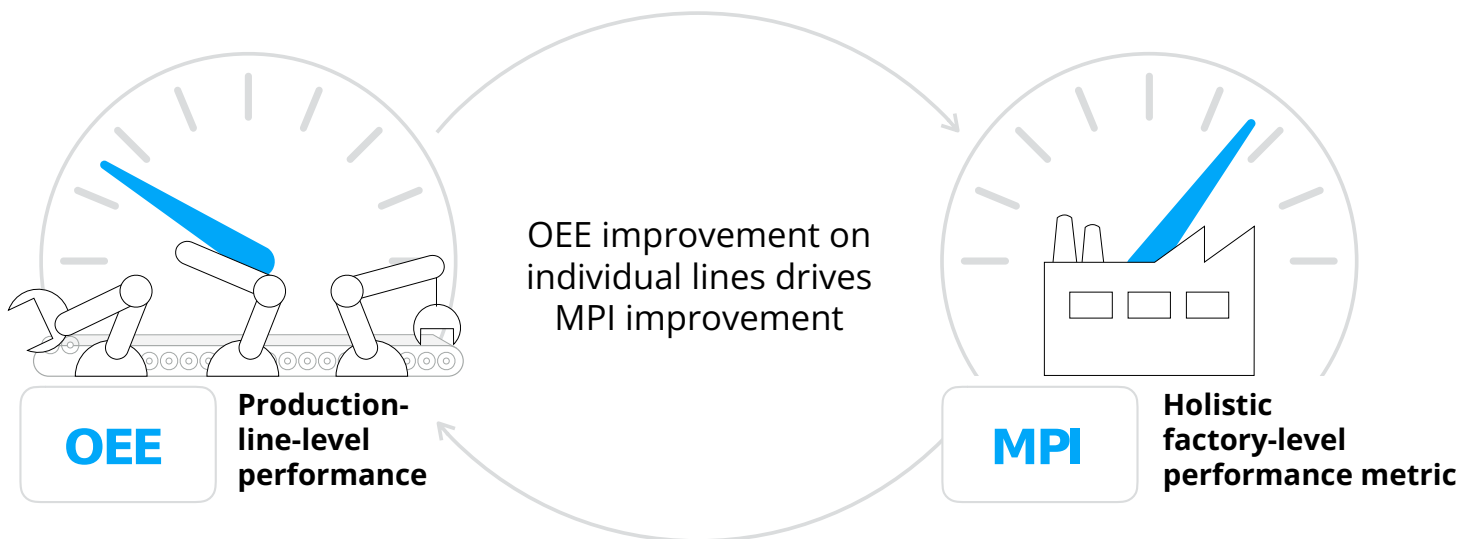 OEE improvement on
individual lines drives
MPI improvement
OEE
Production-
line-level
performance
MPI
Holistic
factory-level
performance metric